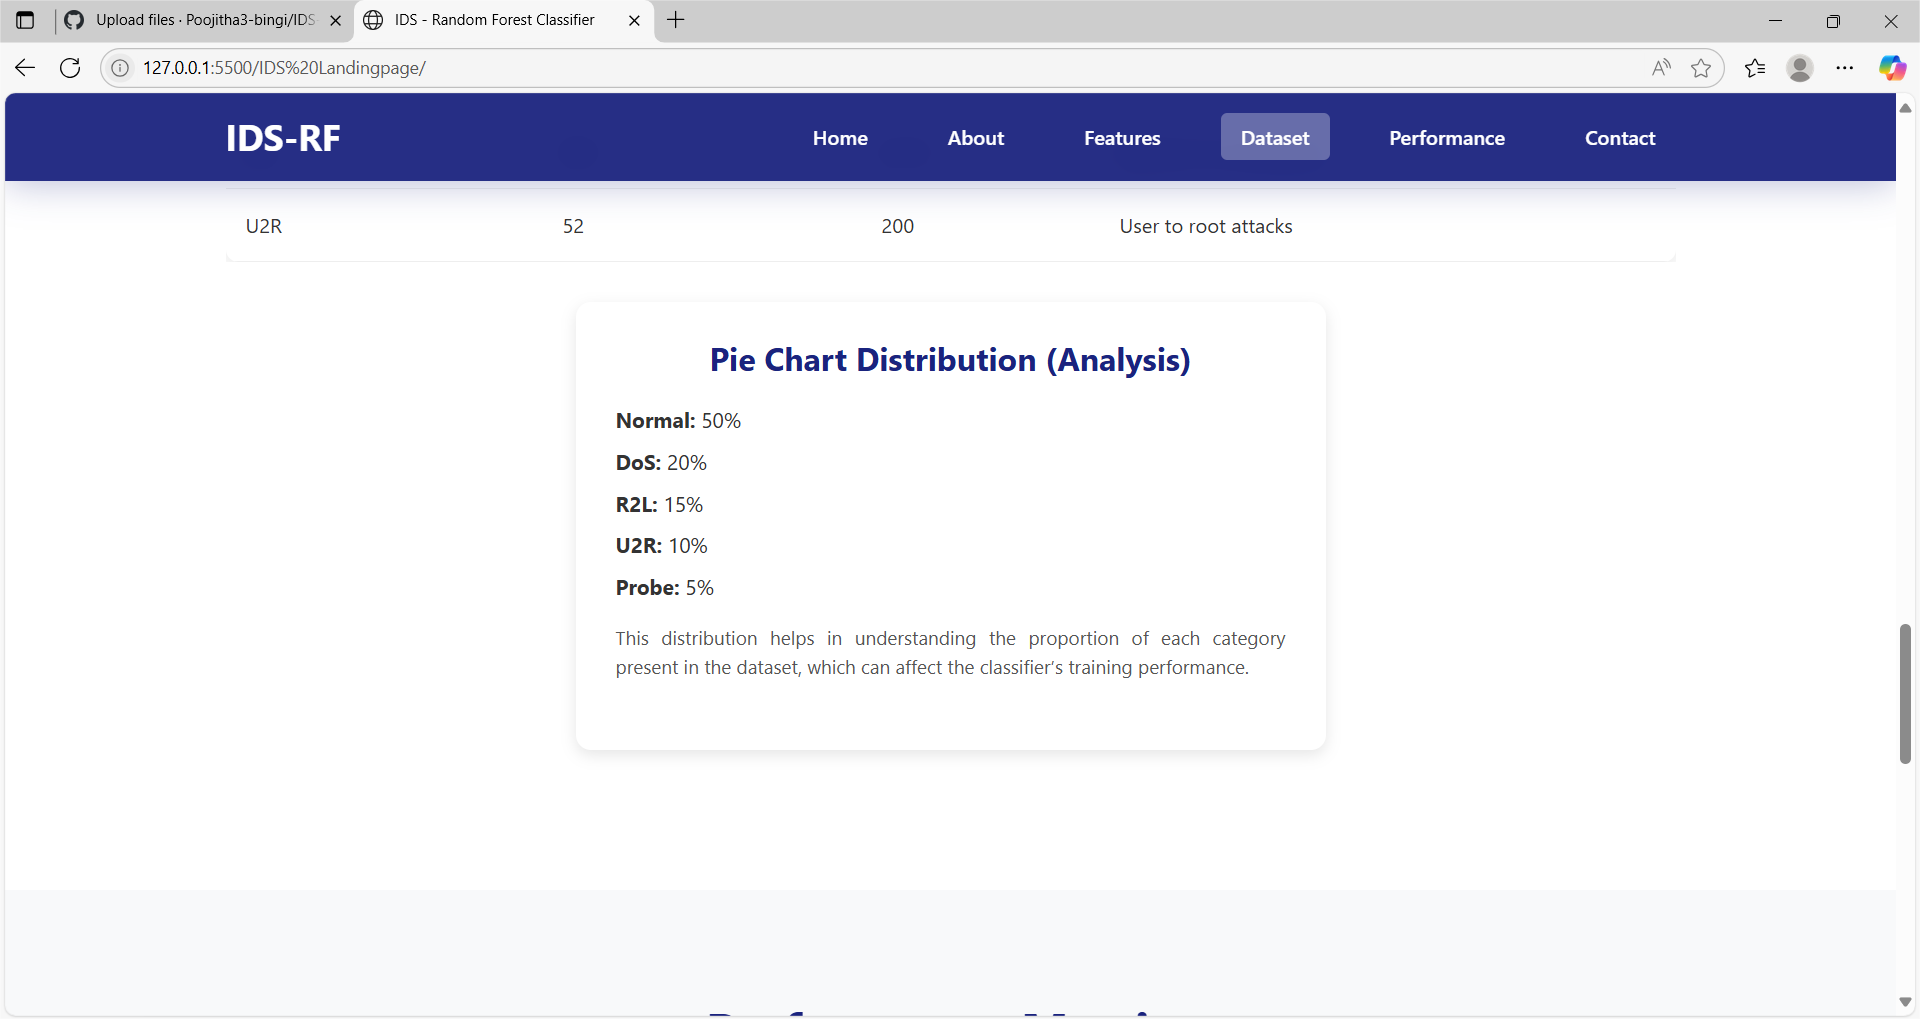 Upload files · Poojitha3-bingi/IDS
IDS - Random Forest Classifier
127.0.0.1:5500/IDS%20Landingpage/
IDS-RF
Home
About
Features
Dataset
Performance
Contact
U2R 52 200 User to root attacks
Pie Chart Distribution (Analysis)
Normal: 50%
DoS: 20%
R2L: 15%
U2R: 10%
Probe: 5%
This distribution helps in understanding the proportion of each category
present in the dataset, which can affect the classifier’s training performance.